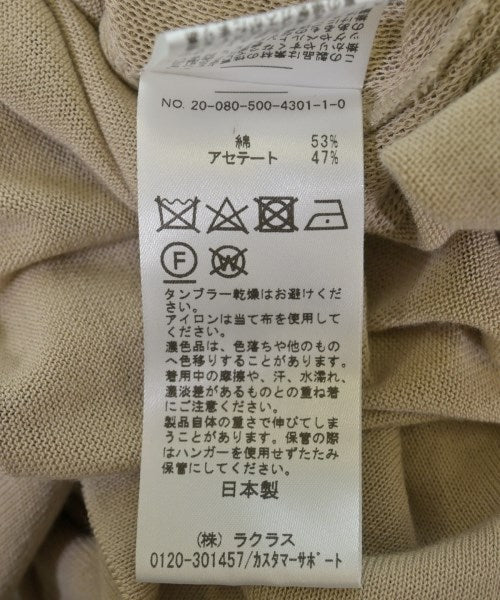 NO. 20-080-500-4301-1-0
綿 53%
アセテート 47%
F W
タンブラー乾燥はお避けくだ
さい。
アイロンは当て布を使用して
ください。
濃色品は、色落ちや他のもの
へ色移りすることがあります。
着用中の摩擦や、汗、水濡れ、
濃淡差があるものとの重ね着
にご注意ください。
製品自体の重さで伸びてしま
うことがあります。保管の際
はハンガーを使用せずたたみ
保管にしてください。
日本製
(株) ラクラス
0120-301457/カスタマーサポート